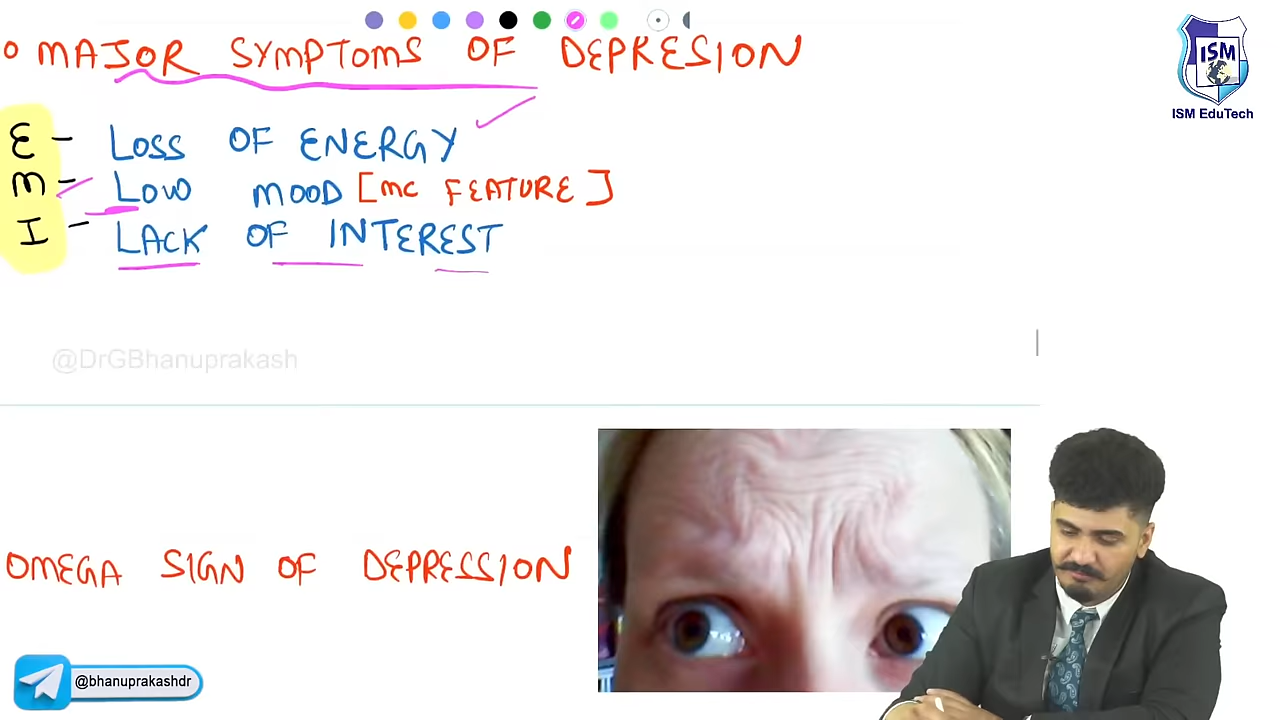 o MAJOR SYMPTOMS OF DEPRESION
E - LOSS OF ENERGY
M - LOW MOOD [MC FEATURE]
I - LACK OF INTEREST
@DrGBhanuprakash
OMEGA SIGN OF DEPRESSION
@bhanuprakashdr
ISM
ISM EduTech